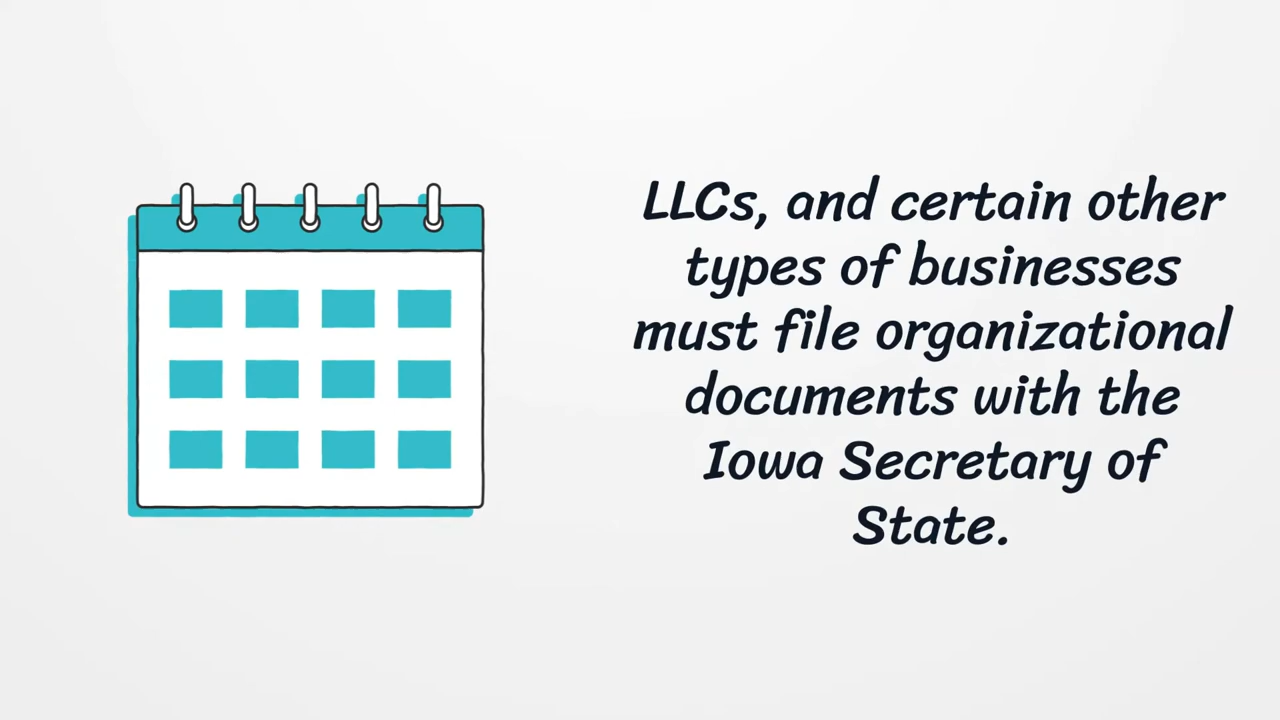 LLCs, and certain other
types of businesses
must file organizational
documents with the
Iowa Secretary of
State.